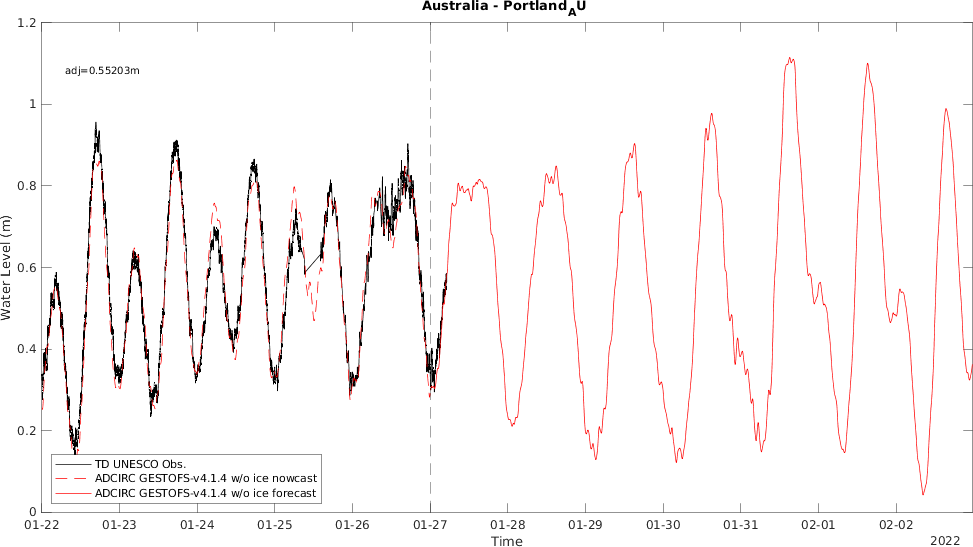 Australia - Portland_AU
adj=0.55203m
1.2
1
0.8
0.6
0.4
0.2
0
Water Level (m)
TD UNESCO Obs.
ADCIRC GESTOFS-v4.1.4 w/o ice nowcast
ADCIRC GESTOFS-v4.1.4 w/o ice forecast
01-22 01-23 01-24 01-25 01-26 01-27 01-28 01-29 01-30 01-31 02-01 02-02
Time
2022